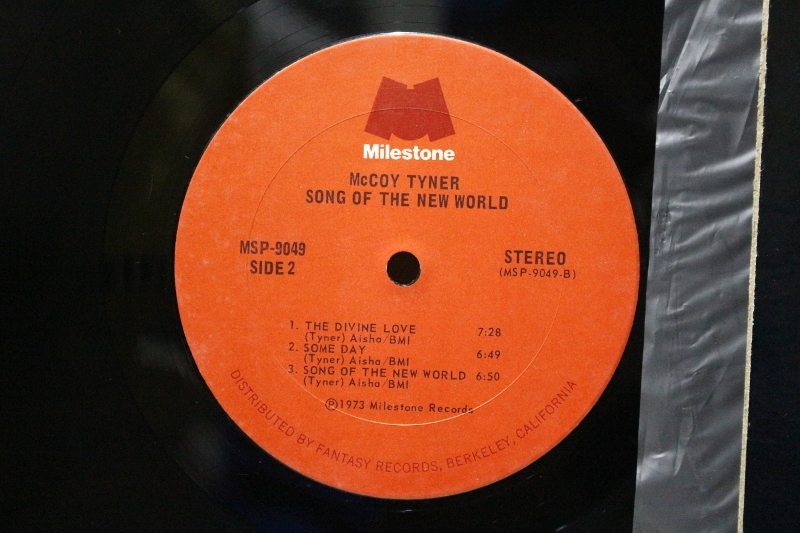 Milestone
McCOY TYNER
SONG OF THE NEW WORLD
MSP-9049
SIDE 2
STEREO
(MSP-9049-B)
1. THE DIVINE LOVE 7:28
(Tyner) Aisha/BMI
2. SOME DAY 6:49
(Tyner) Aisha/BMI
3. SONG OF THE NEW WORLD 6:50
(Tyner) Aisha/BMI
℗1973 Milestone Records
DISTRIBUTED BY FANTASY RECORDS, BERKELEY, CALIFORNIA